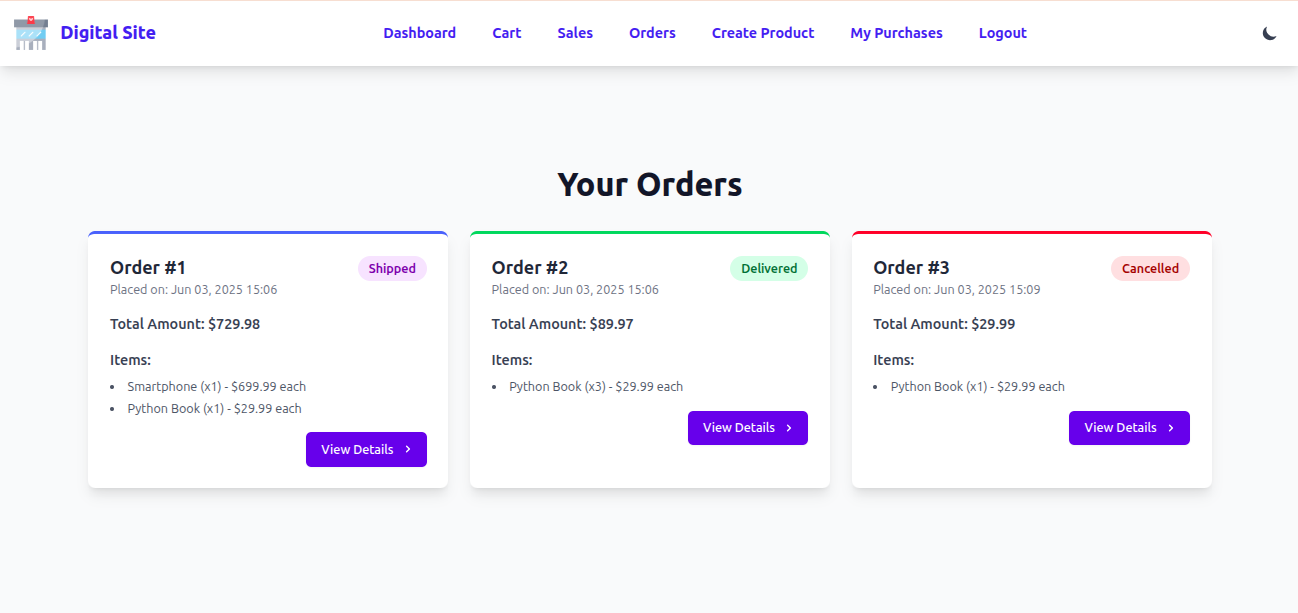 Digital Site
Dashboard Cart Sales Orders Create Product My Purchases Logout
Your Orders
Order #1
Shipped
Placed on: Jun 03, 2025 15:06
Total Amount: $729.98
Items:
• Smartphone (x1) - $699.99 each
• Python Book (x1) - $29.99 each
View Details >
Order #2
Delivered
Placed on: Jun 03, 2025 15:06
Total Amount: $89.97
Items:
• Python Book (x3) - $29.99 each
View Details >
Order #3
Cancelled
Placed on: Jun 03, 2025 15:09
Total Amount: $29.99
Items:
• Python Book (x1) - $29.99 each
View Details >